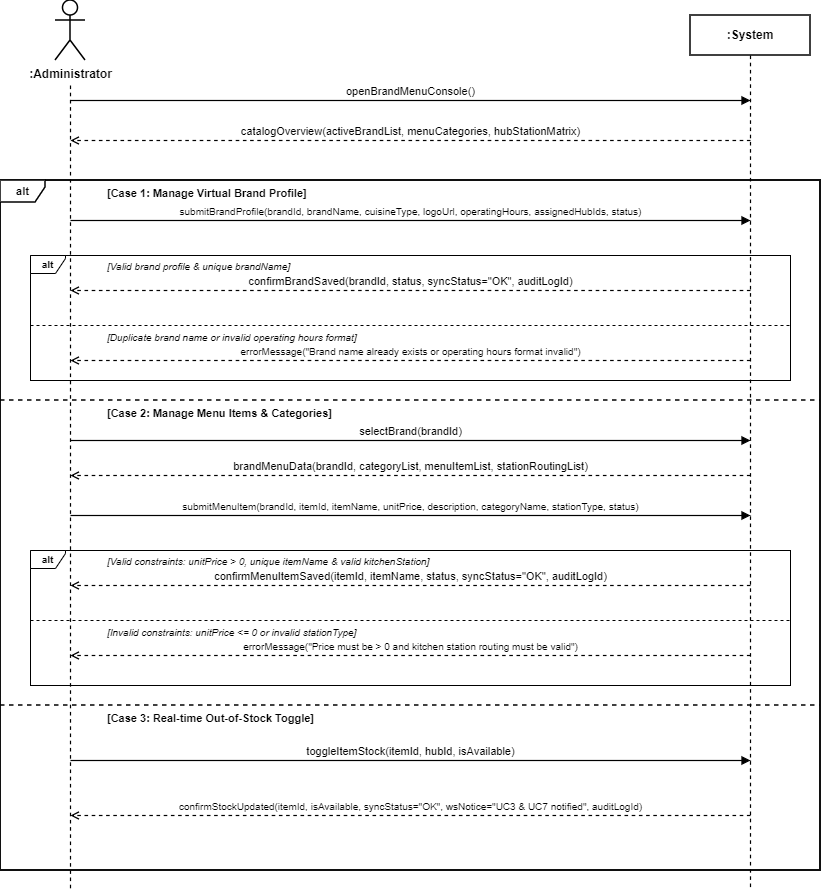 :System
:Administrator
openBrandMenuConsole()
catalogOverview(activeBrandList, menuCategories, hubStationMatrix)
alt
[Case 1: Manage Virtual Brand Profile]
submitBrandProfile(brandId, brandName, cuisineType, logoUrl, operatingHours, assignedHubIds, status)
alt
[Valid brand profile & unique brandName]
confirmBrandSaved(brandId, status, syncStatus="OK", auditLogId)
[Duplicate brand name or invalid operating hours format]
errorMessage("Brand name already exists or operating hours format invalid")
[Case 2: Manage Menu Items & Categories]
selectBrand(brandId)
brandMenuData(brandId, categoryList, menuItemList, stationRoutingList)
submitMenuItem(brandId, itemId, itemName, unitPrice, description, categoryName, stationType, status)
alt
[Valid constraints: unitPrice > 0, unique itemName & valid kitchenStation]
confirmMenuItemSaved(itemId, itemName, status, syncStatus="OK", auditLogId)
[Invalid constraints: unitPrice <= 0 or invalid stationType]
errorMessage("Price must be > 0 and kitchen station routing must be valid")
[Case 3: Real-time Out-of-Stock Toggle]
toggleItemStock(itemId, hubId, isAvailable)
confirmStockUpdated(itemId, isAvailable, syncStatus="OK", wsNotice="UC3 & UC7 notified", auditLogId)